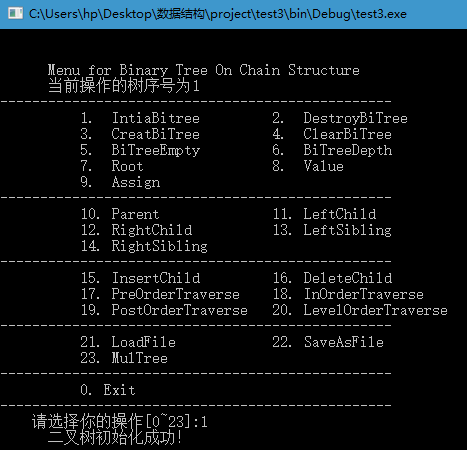 C:\Users\hp\Desktop\数据结构\project\test3\bin\Debug\test3.exe
Menu for Binary Tree On Chain Structure
当前操作的树序号为1
--------------------------------------------------
1. IntiaBitree 2. DestroyBiTree
3. CreatBiTree 4. ClearBiTree
5. BiTreeEmpty 6. BiTreeDepth
7. Root 8. Value
9. Assign
--------------------------------------------------
10. Parent 11. LeftChild
12. RightChild 13. LeftSibling
14. RightSibling
--------------------------------------------------
15. InsertChild 16. DeleteChild
17. PreOrderTraverse 18. InOrderTraverse
19. PostOrderTraverse 20. LevelOrderTraverse
--------------------------------------------------
21. LoadFile 22. SaveAsFile
23. MulTree
--------------------------------------------------
0. Exit
--------------------------------------------------
请选择你的操作[0~23]:1
二叉树初始化成功!